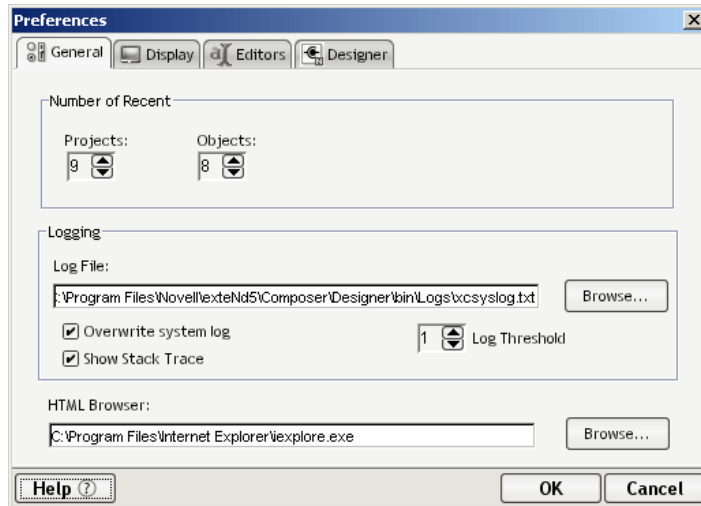 Preferences
General Display Editors Designer
Number of Recent
Projects: Objects:
9 8
Logging
Log File:
:\Program Files\Novell\exteNd5\Composer\Designer\bin\Logs\xcsyslog.txt Browse...
Overwrite system log 1 Log Threshold
Show Stack Trace
HTML Browser:
C:\Program Files\Internet Explorer\iexplore.exe Browse...
Help ? OK Cancel